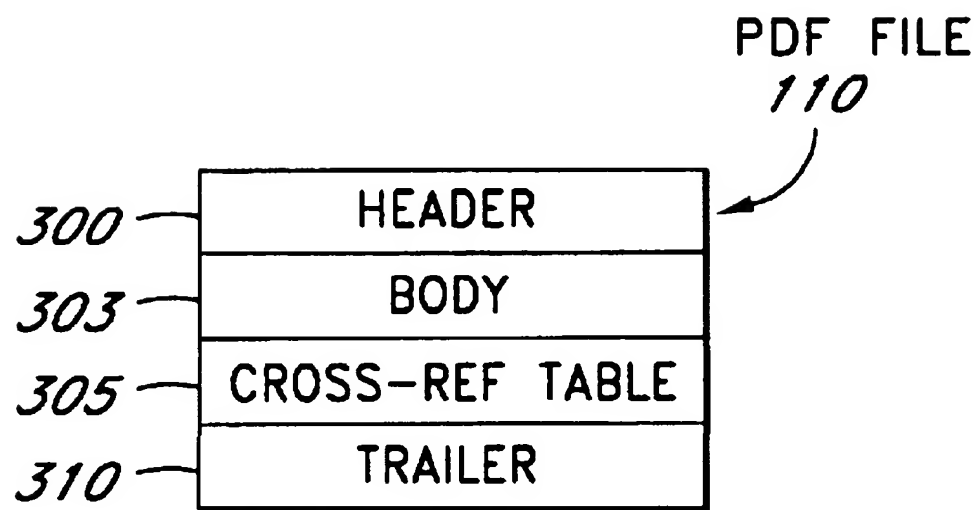 PDF FILE
110
300 HEADER
303 BODY
305 CROSS-REF TABLE
310 TRAILER